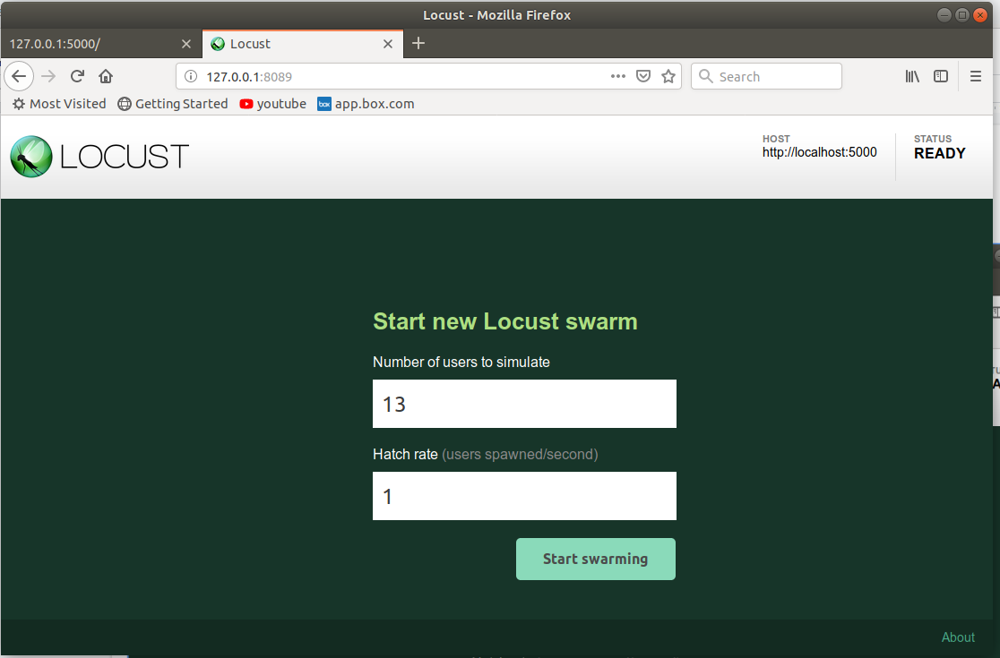 Locust - Mozilla Firefox
127.0.0.1:5000/
Locust
127.0.0.1:8089
Search
Most Visited
Getting Started
youtube
box
app.box.com
LOCUST
HOST
http://localhost:5000
STATUS
READY
Start new Locust swarm
Number of users to simulate
13
Hatch rate (users spawned/second)
1
Start swarming
About